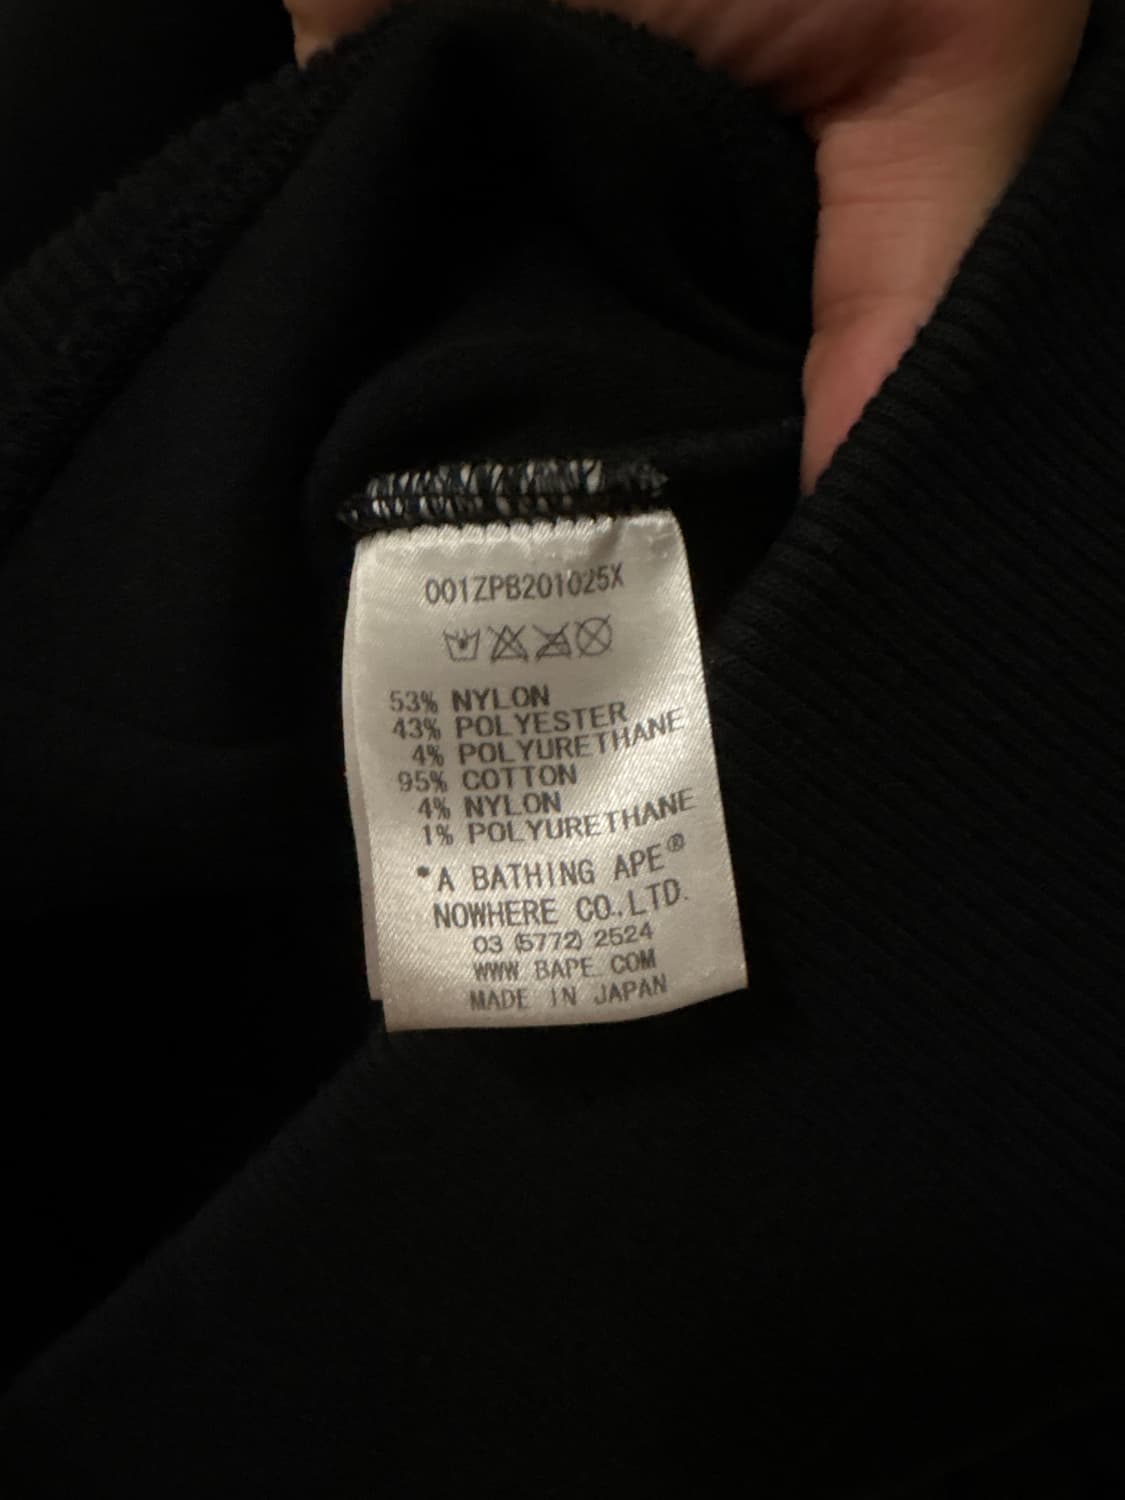 001ZPB201025X
53% NYLON
43% POLYESTER
4% POLYURETHANE
95% COTTON
4% NYLON
1% POLYURETHANE
*A BATHING APE®
NOWHERE CO.,LTD.
03 (5772) 2524
WWW BAPE. COM
MADE IN JAPAN